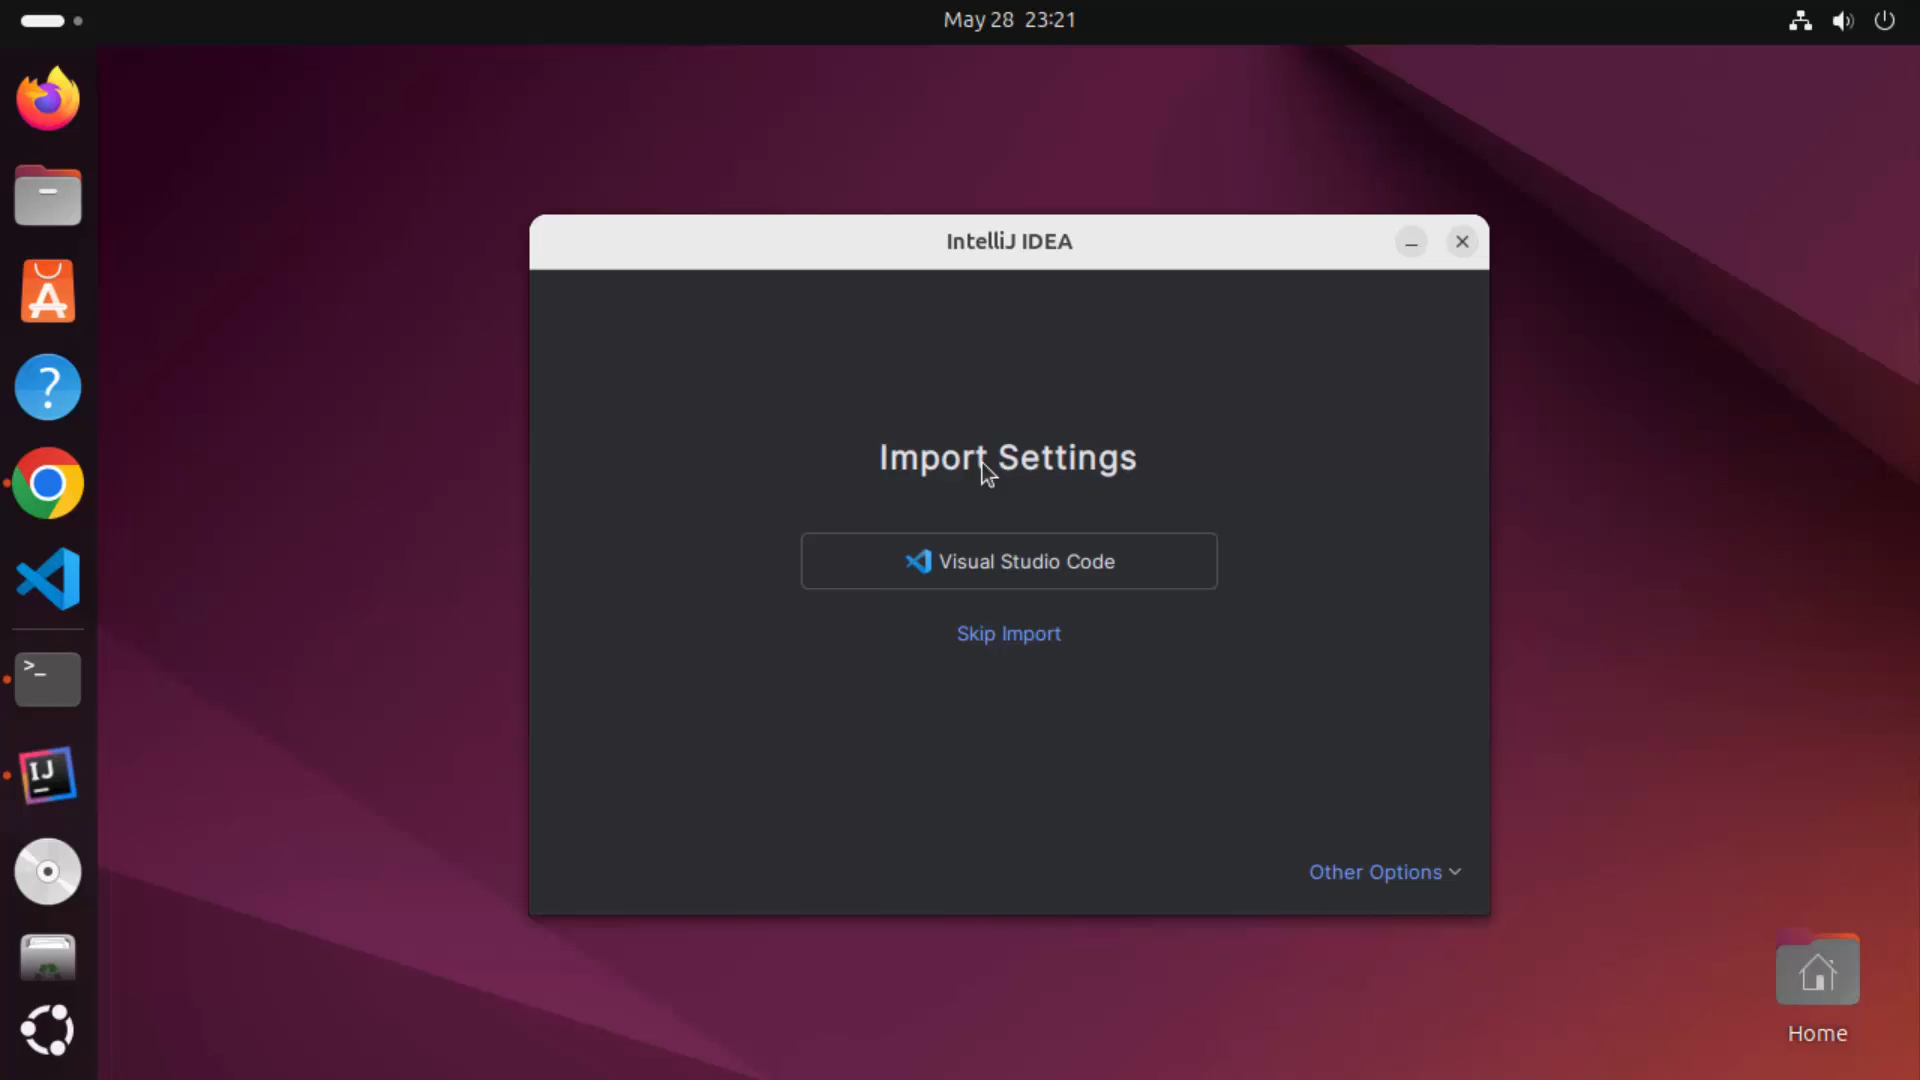 May 28 23:21
IntelliJ IDEA
Import Settings
Visual Studio Code
Skip Import
Other Options
>_
IJ
Home